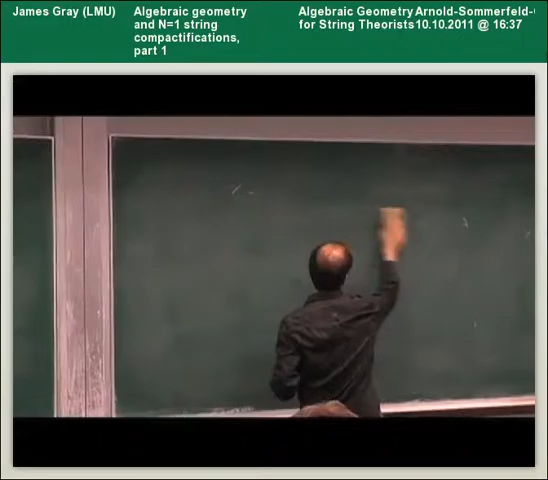 James Gray (LMU)
Algebraic geometry
and N=1 string
compactifications,
part 1
Algebraic Geometry
for String Theorists
Arnold-Sommerfeld-
10.10.2011 @ 16:37